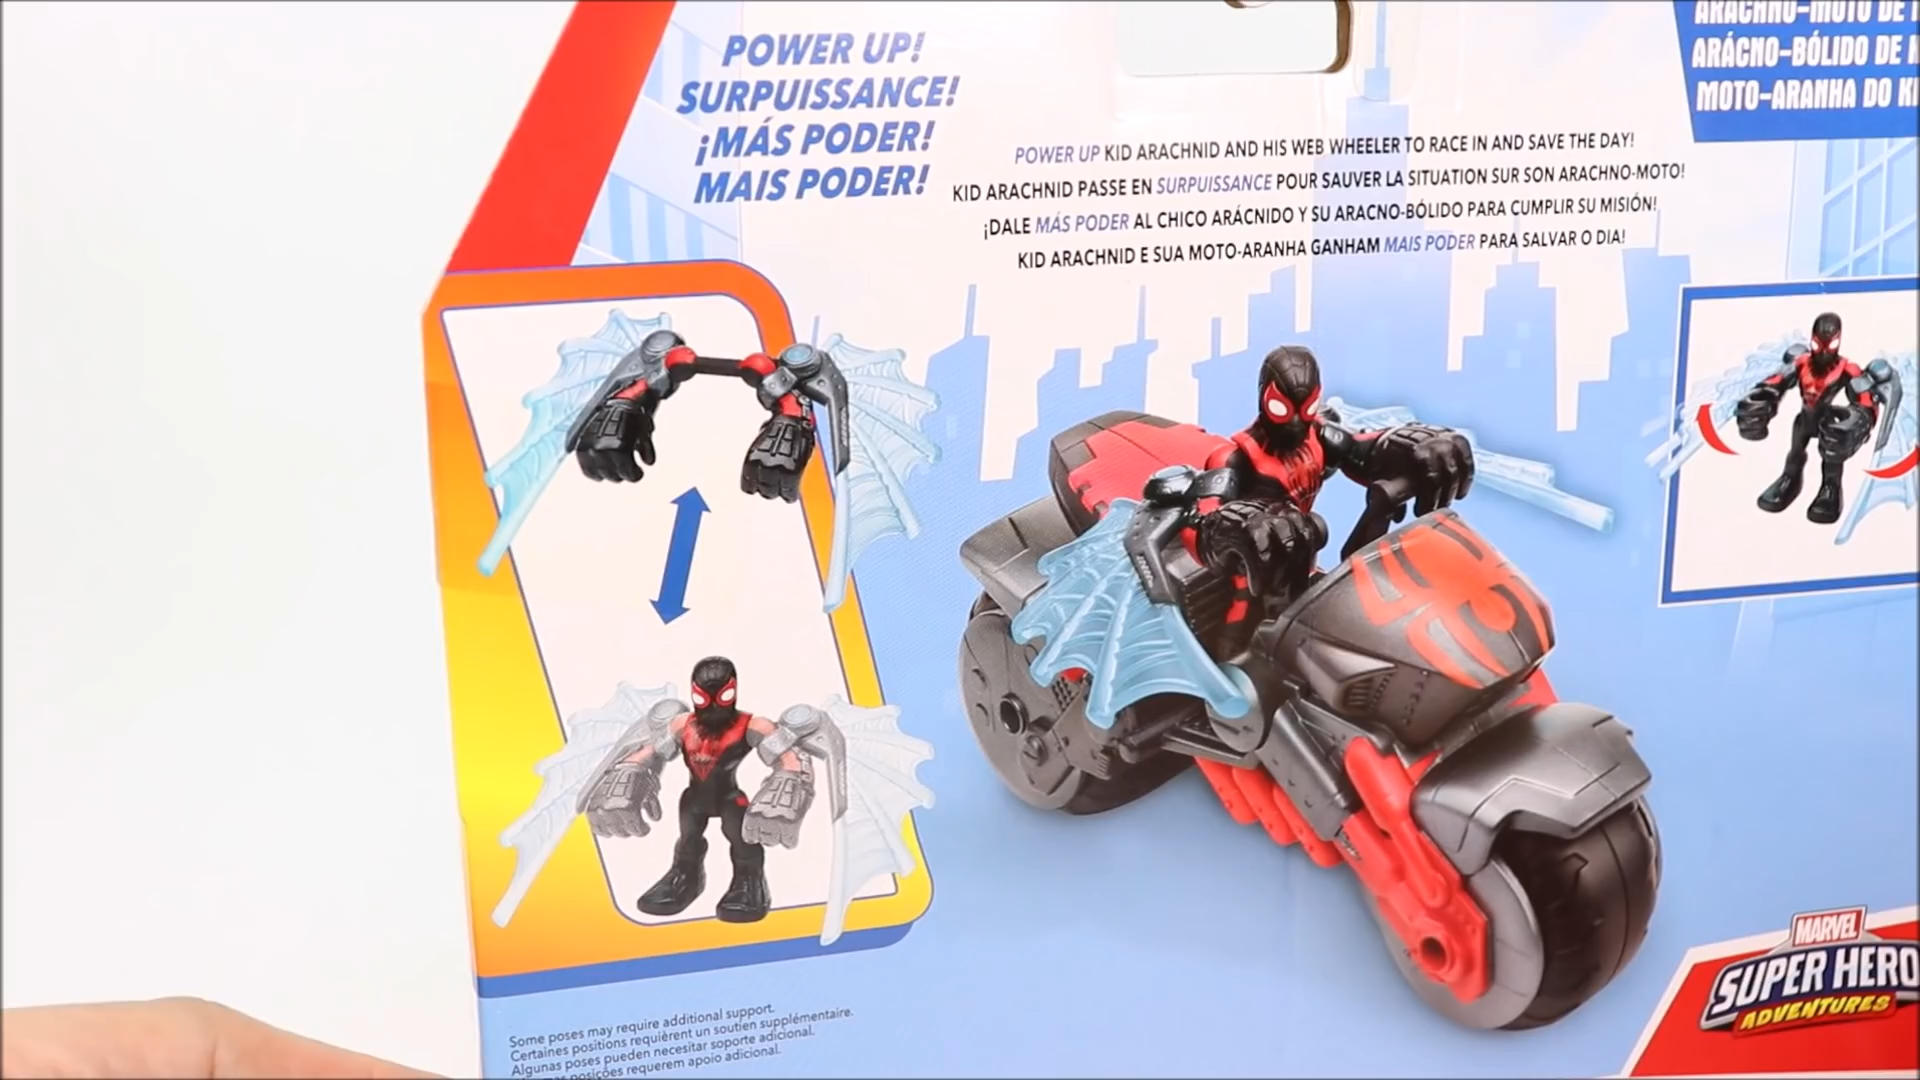 POWER UP!
SURPUISSANCE!
¡MÁS PODER!
MAIS PODER!
POWER UP KID ARACHNID AND HIS WEB WHEELER TO RACE IN AND SAVE THE DAY!
KID ARACHNID PASSE EN SURPUISSANCE POUR SAUVER LA SITUATION SUR SON ARACHNO-MOTO!
¡DALE MÁS PODER AL CHICO ARÁCNIDO Y SU ARACNO-BÓLIDO PARA CUMPLIR SU MISIÓN!
KID ARACHNID E SUA MOTO-ARANHA GANHAM MAIS PODER PARA SALVAR O DIA!
ARACHNO-MOTO DE
ARÁCNO-BÓLIDO DE
MOTO-ARANHA DO
MARVEL
SUPER HERO
ADVENTURES
Some poses may require additional support.
Certaines positions requièrent un soutien supplémentaire.
Algunas poses pueden necesitar soporte adicional.
posições requerem apoio adicional.